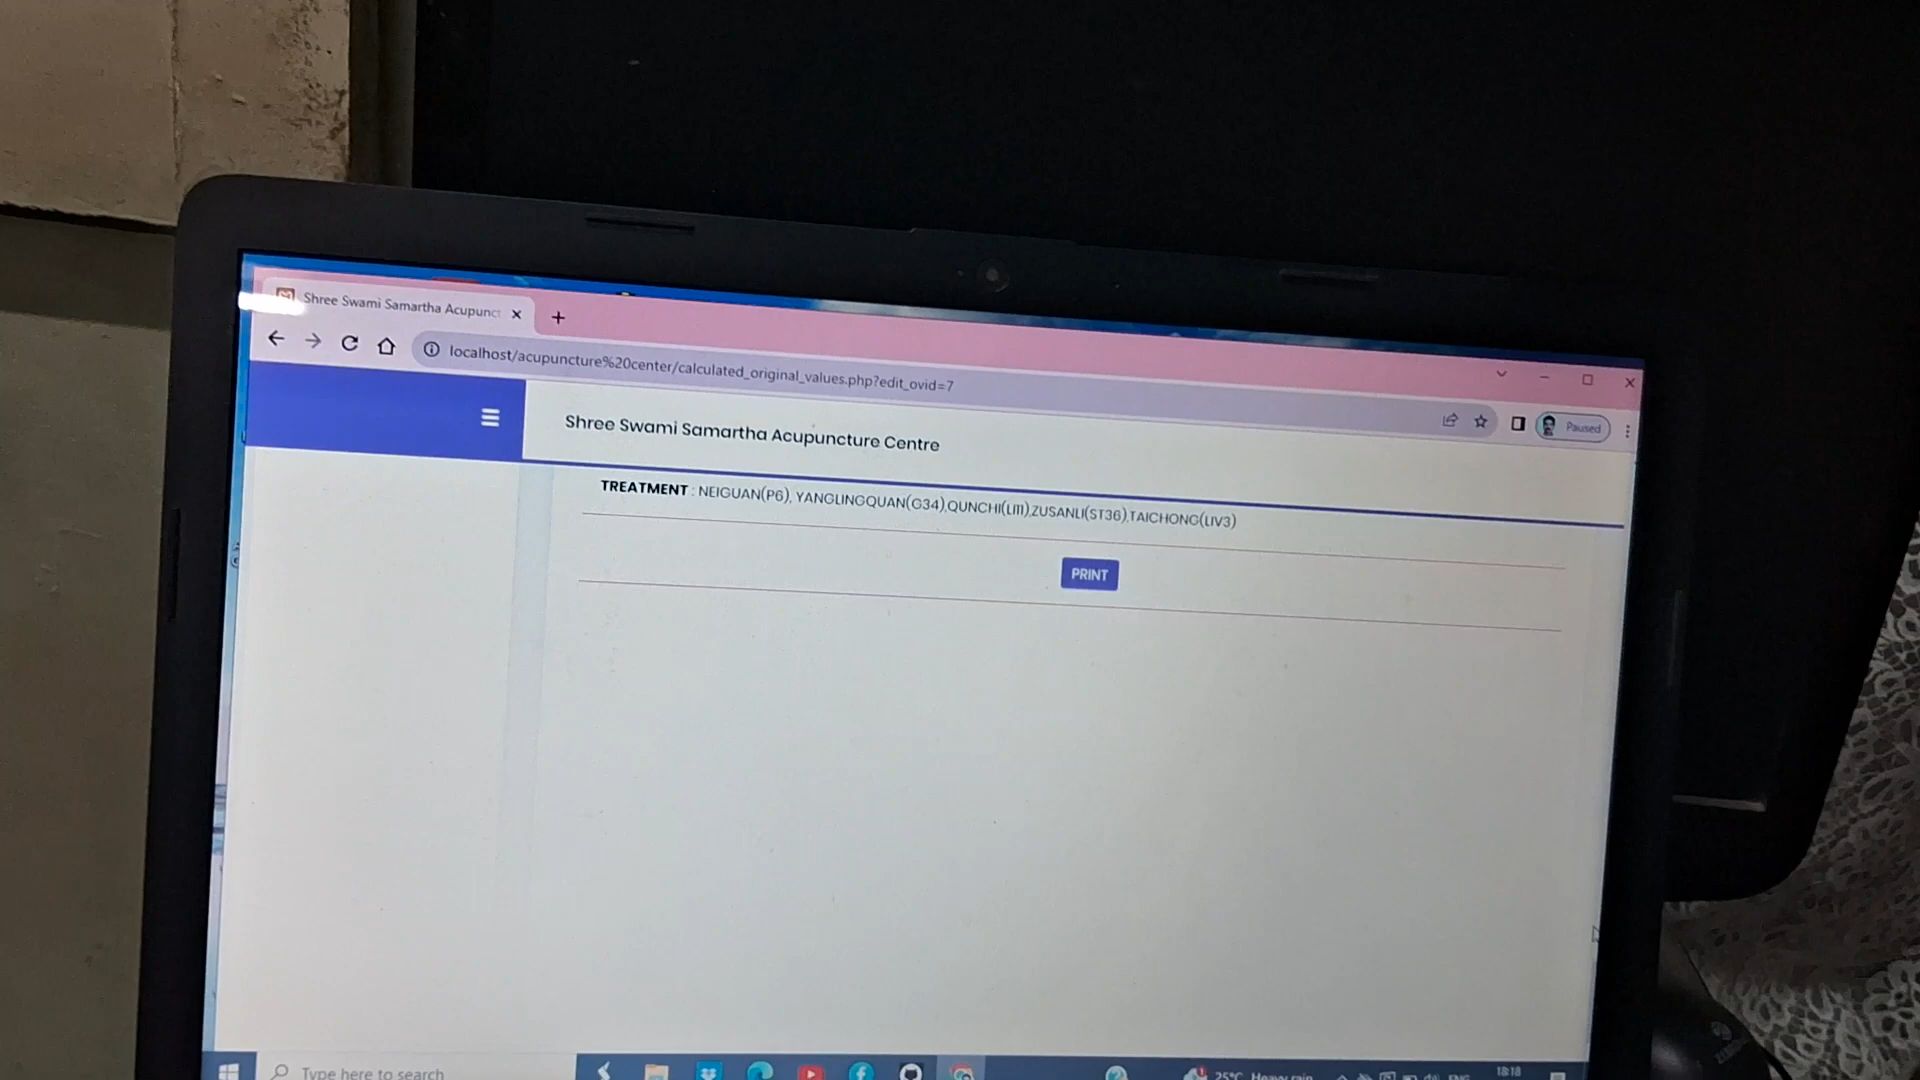 Shree Swami Samartha Acupunct
localhost/acupuncture%20center/calculated_original_values.php?edit_ovid=7
Paused
Shree Swami Samartha Acupuncture Centre
TREATMENT : NEIGUAN(P6), YANGLINGQUAN(G34),QUNCHI(LI11),ZUSANLI(ST36),TAICHONG(LIV3)
PRINT
Type here to search
25°C Heavy rain
ENG
18:18